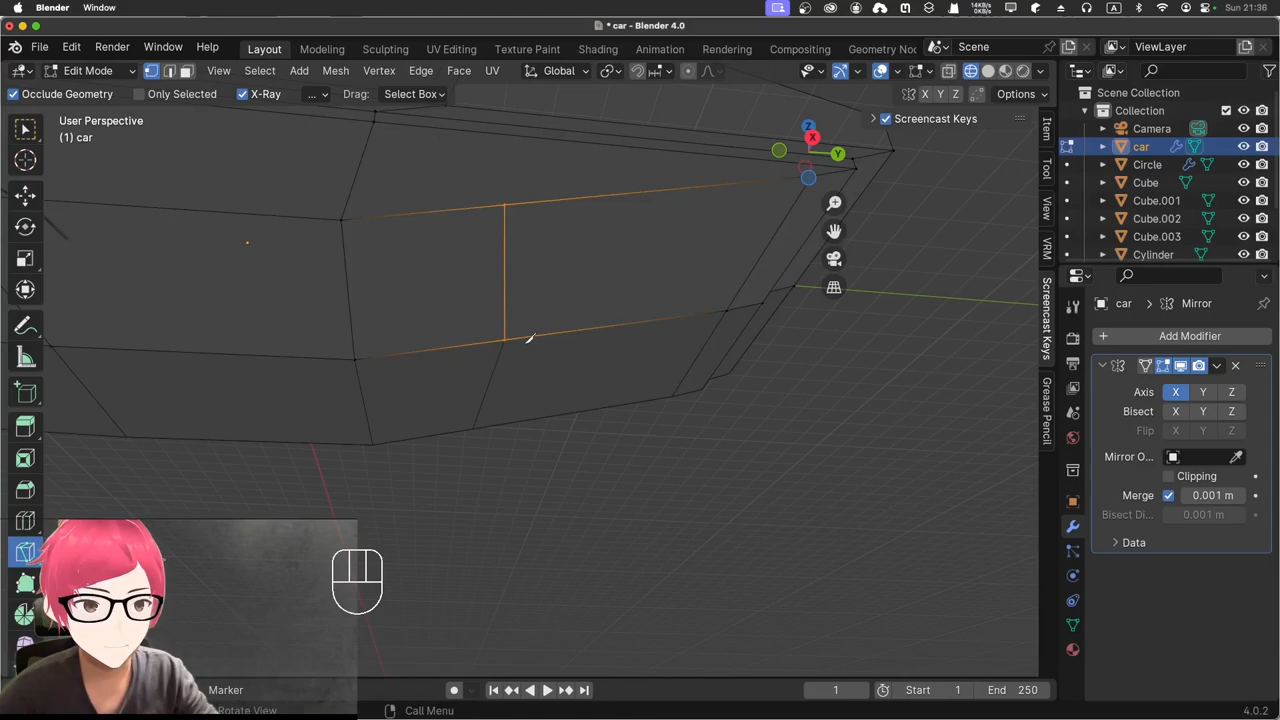 Blender Window 14KB/s 0KB/s A Sun 21:36
* car - Blender 4.0
File Edit Render Window Help Layout Modeling Sculpting UV Editing Texture Paint Shading Animation Rendering Compositing Geometry Noc Scene ViewLayer
Edit Mode View Select Add Mesh Vertex Edge Face UV Global
Occlude Geometry Only Selected X-Ray ... Drag: Select Box X Y Z Options
Scene Collection
Collection
Camera
car
Circle
Cube
Cube.001
Cube.002
Cube.003
Cylinder
User Perspective
(1) car
Screencast Keys
Z
X
Y
Item
Tool
View
VRM
Screencast Keys
Grease Pencil
car Mirror
Add Modifier
Axis X Y Z
Bisect X Y Z
Flip X Y Z
Mirror O...
Clipping
Merge 0.001 m
Bisect Di... 0.001 m
Data
Marker 1 Start 1 End 250
Rotate View Call Menu 4.0.2